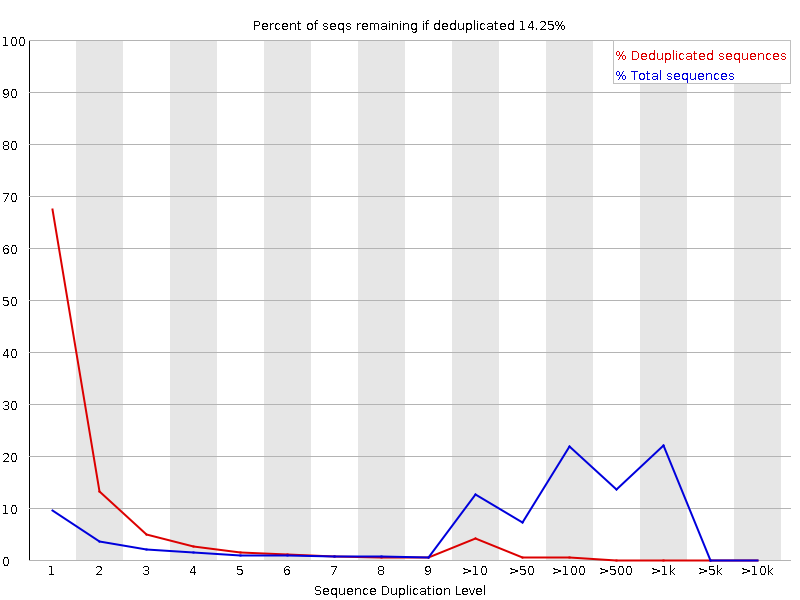 Percent of seqs remaining if deduplicated 14.25%
% Deduplicated sequences
% Total sequences
100
90
80
70
60
50
40
30
20
10
0
1 2 3 4 5 6 7 8 9 >10 >50 >100 >500 >1k >5k >10k
Sequence Duplication Level